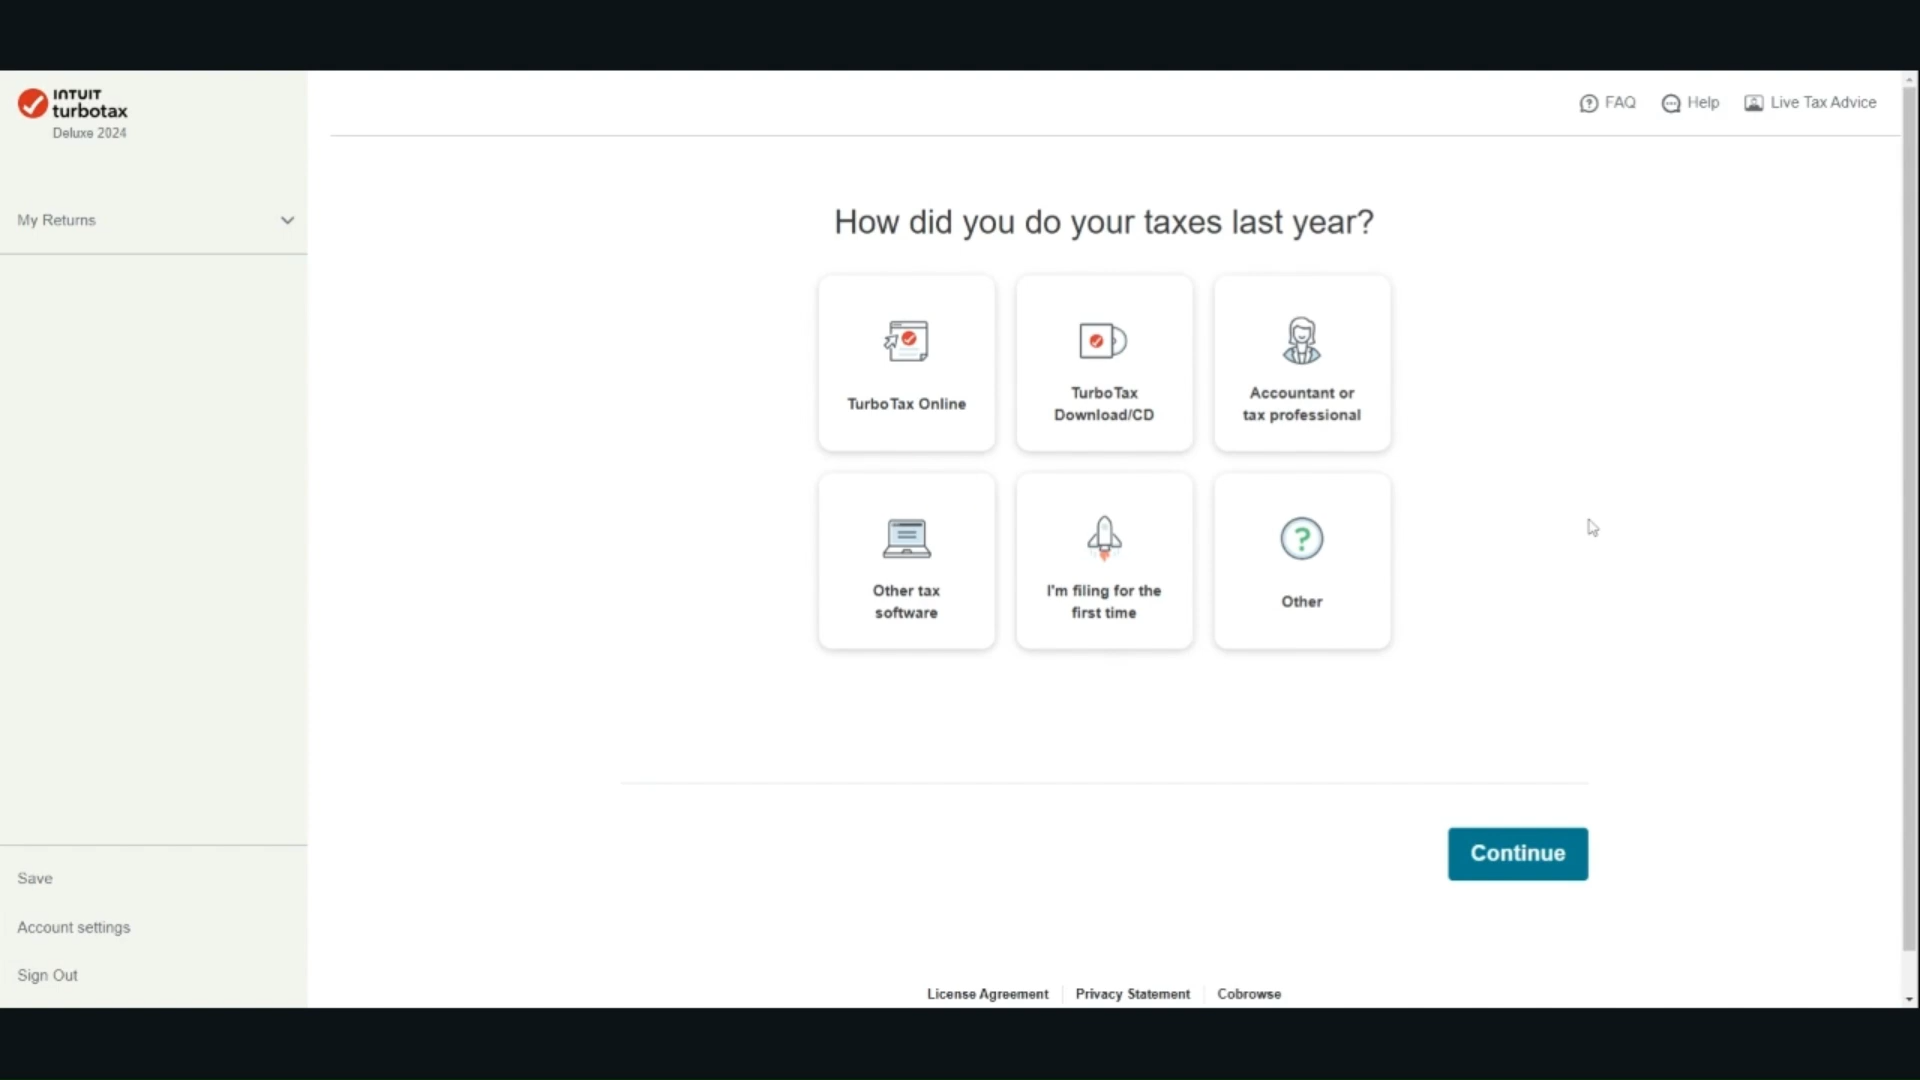 INTUIT
turbotax
Deluxe 2024
FAQ
Help
Live Tax Advice
My Returns
How did you do your taxes last year?
TurboTax Online
TurboTax
Download/CD
Accountant or
tax professional
Other tax
software
I'm filing for the
first time
?
Other
Continue
Save
Account settings
Sign Out
License Agreement
Privacy Statement
Cobrowse